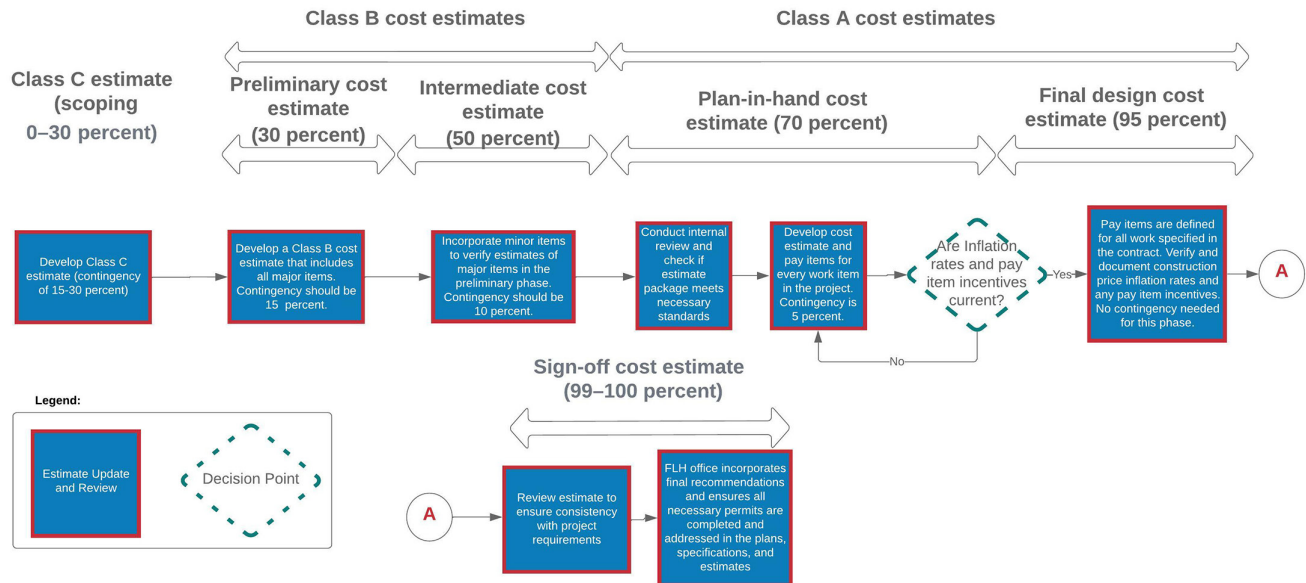 Class B cost estimates
Class A cost estimates
Class C estimate
(scoping
0–30 percent)
Preliminary cost
estimate
(30 percent)
Intermediate cost
estimate
(50 percent)
Plan-in-hand cost
estimate (70 percent)
Final design cost
estimate (95 percent)
Develop Class C
estimate (contingency
of 15-30 percent)
Develop a Class B cost
estimate that includes
all major items.
Contingency should be
15 percent.
Incorporate minor items
to verify estimates of
major items in the
preliminary phase.
Contingency should be
10 percent.
Conduct internal
review and
check if
estimate
package meets
necessary
standards
Develop cost
estimate and
pay items for
every work item
in the project.
Contingency is
5 percent.
Are Inflation
rates and pay
item incentives
current?
Yes
No
Pay items are defined
for all work specified in
the contract. Verify and
document construction
price inflation rates and
any pay item incentives.
No contingency needed
for this phase.
A
Sign-off cost estimate
(99–100 percent)
Legend:
Estimate Update
and Review
Decision Point
A
Review estimate to
ensure consistency
with project
requirements
FLH office incorporates
final recommendations
and ensures all
necessary permits are
completed and
addressed in the plans,
specifications, and
estimates